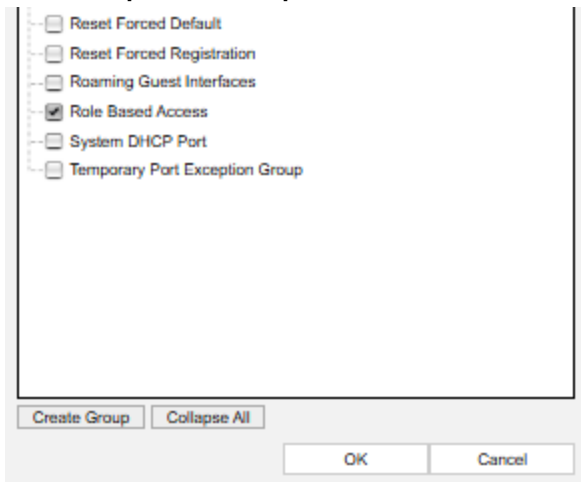 Reset Forced Default
Reset Forced Registration
Roaming Guest Interfaces
Role Based Access
System DHCP Port
Temporary Port Exception Group
Create Group Collapse All
OK Cancel